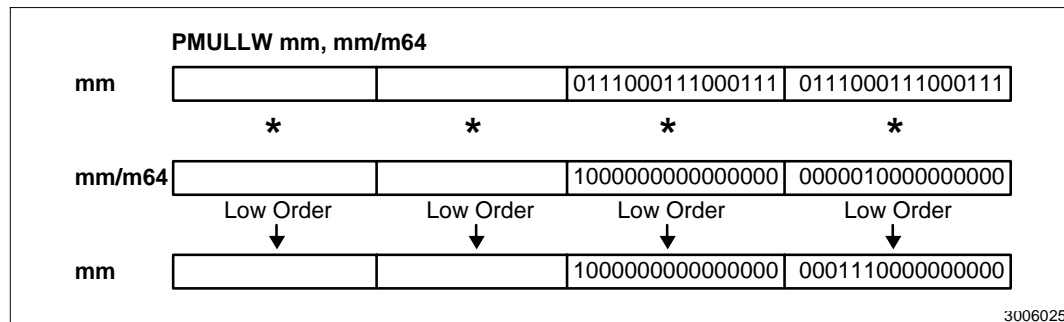 PMULLW mm, mm/m64
mm 0111000111000111 0111000111000111
* * * *
mm/m64 1000000000000000 0000010000000000
Low Order Low Order Low Order Low Order
mm 1000000000000000 0001110000000000
3006025